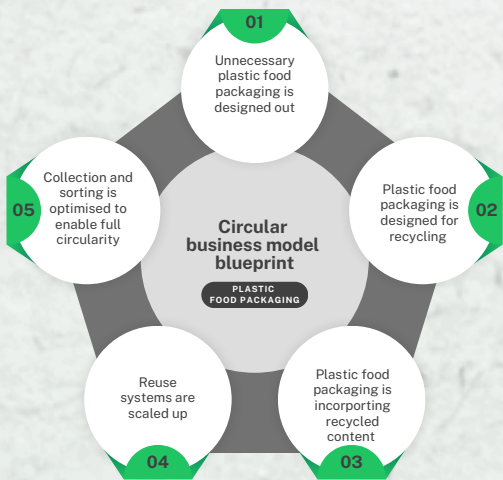 01
Unnecessary
plastic food
packaging is
designed out
02
Plastic food
packaging is
designed for
recycling
03
Plastic food
packaging is
incorporting
recycled
content
04
Reuse
systems are
scaled up
05
Collection and
sorting is
optimised to
enable full
circularity
Circular
business model
blueprint
PLASTIC
FOOD PACKAGING